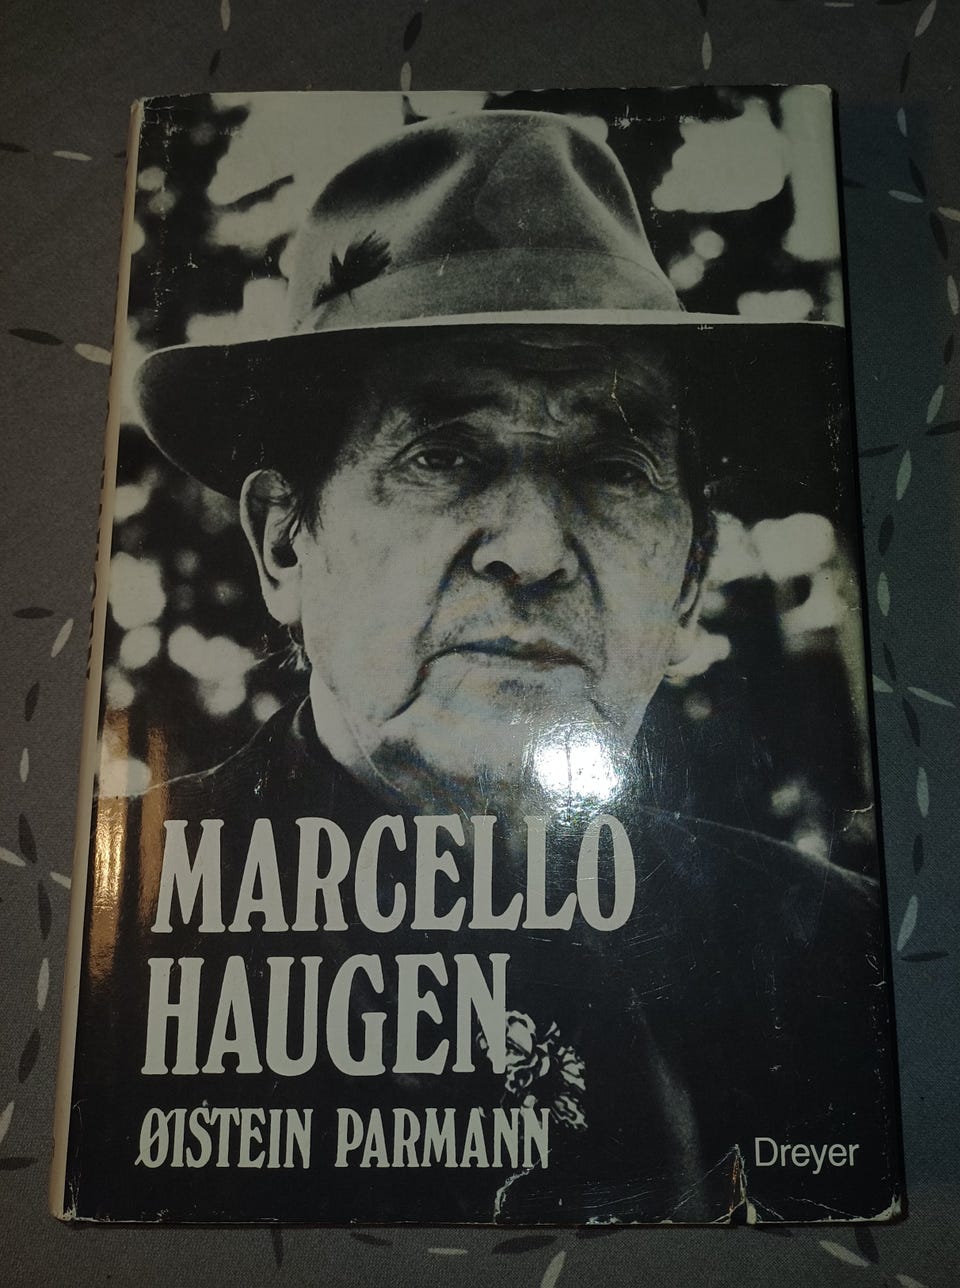 MARCELLO
HAUGEN
ØISTEIN PARMANN
Dreyer